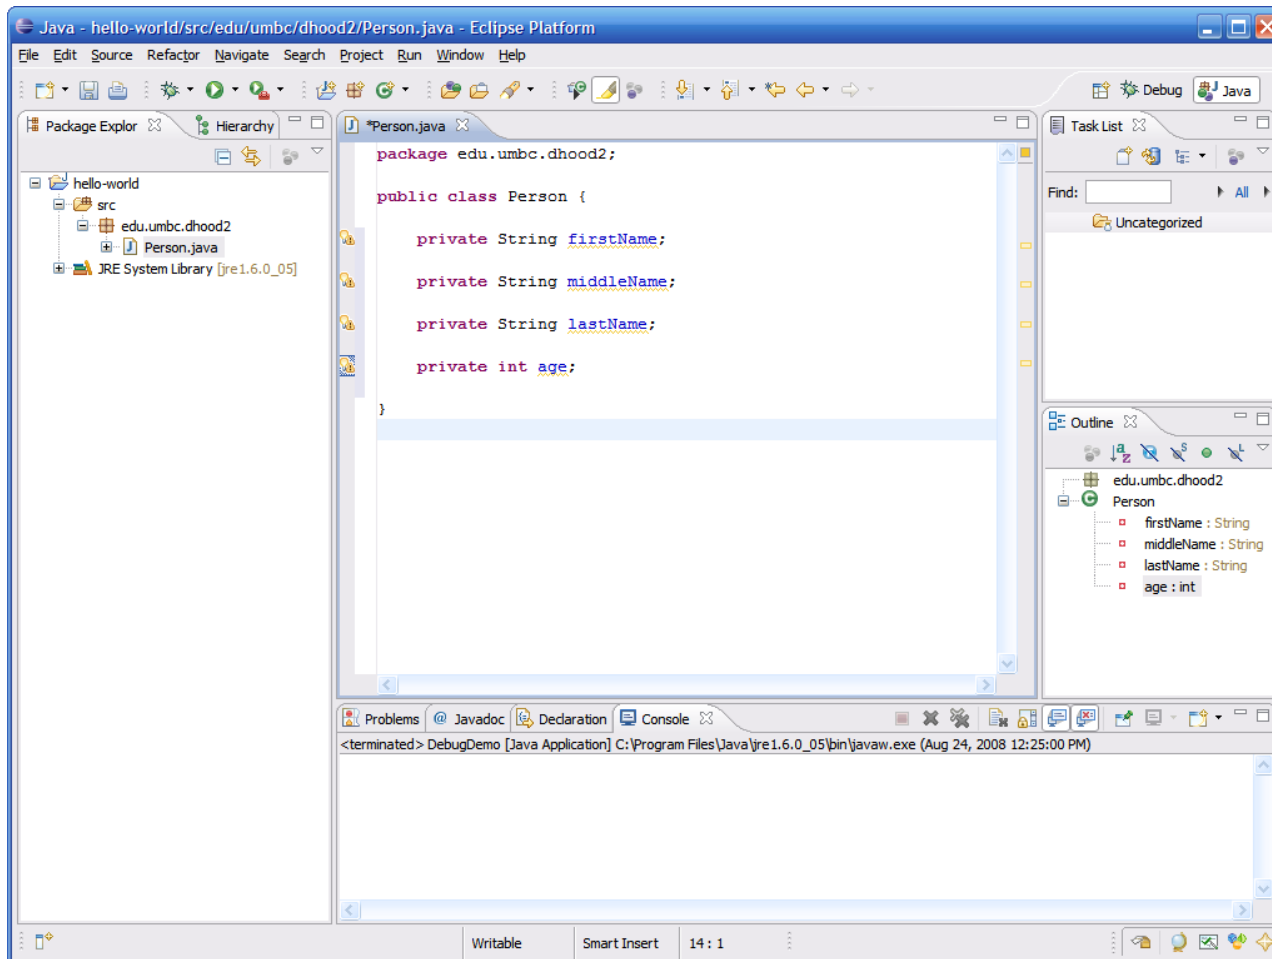 Java - hello-world/src/edu/umbc/dhood2/Person.java - Eclipse Platform
File Edit Source Refactor Navigate Search Project Run Window Help
Debug Java
Package Explor Hierarchy
hello-world
src
edu.umbc.dhood2
Person.java
JRE System Library [jre1.6.0_05]
*Person.java
package edu.umbc.dhood2;
public class Person {
private String firstName;
private String middleName;
private String lastName;
private int age;
}
Task List
Find: All
Uncategorized
Outline
edu.umbc.dhood2
Person
firstName : String
middleName : String
lastName : String
age : int
Problems @ Javadoc Declaration Console
<terminated> DebugDemo [Java Application] C:\Program Files\Java\jre1.6.0_05\bin\javaw.exe (Aug 24, 2008 12:25:00 PM)
Writable Smart Insert 14 : 1